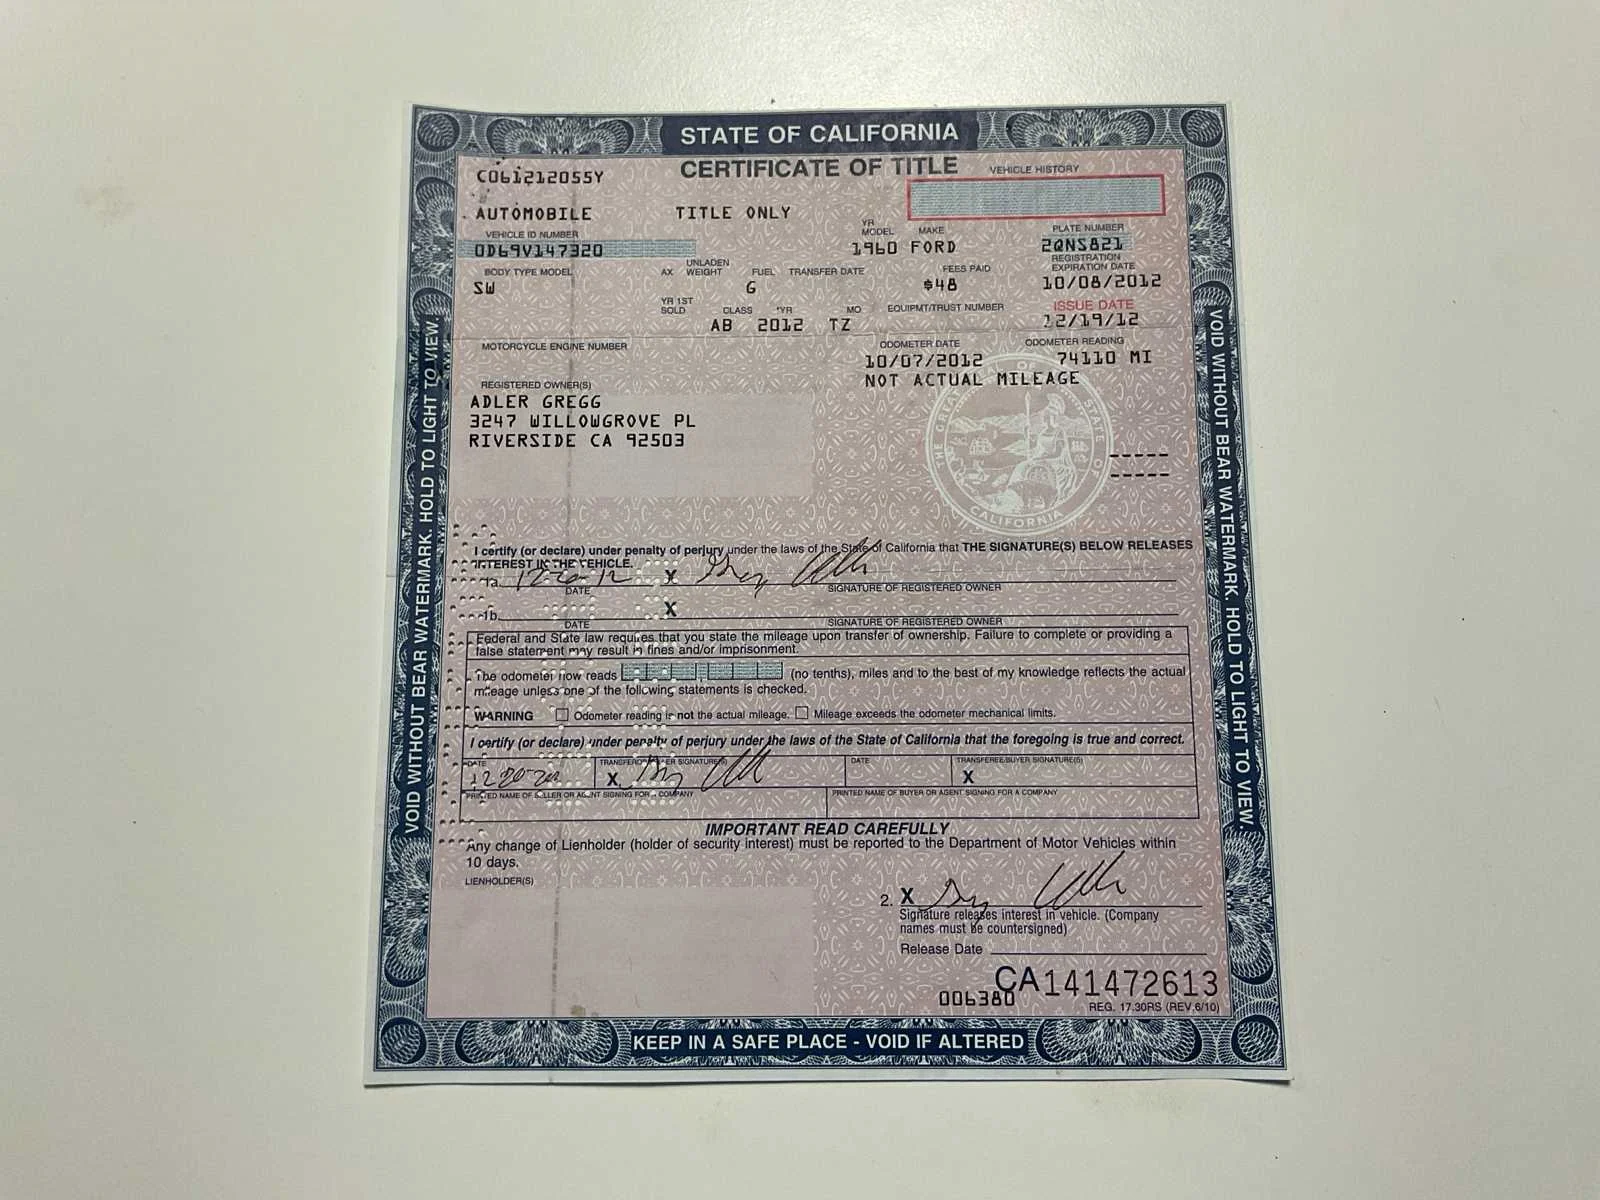 STATE OF CALIFORNIA
CERTIFICATE OF TITLE
VEHICLE HISTORY
C061212055Y
AUTOMOBILE TITLE ONLY
VEHICLE ID NUMBER YR MODEL MAKE PLATE NUMBER
0D69V147320 1960 FORD 2QNS821
BODY TYPE MODEL AX UNLADEN WEIGHT FUEL TRANSFER DATE FEES PAID REGISTRATION EXPIRATION DATE
SW G $48 10/08/2012
YR 1ST SOLD CLASS *YR MO EQUIPMT/TRUST NUMBER ISSUE DATE
AB 2012 TZ 12/19/12
MOTORCYCLE ENGINE NUMBER ODOMETER DATE ODOMETER READING
10/07/2012 74110 MI
NOT ACTUAL MILEAGE
REGISTERED OWNER(S)
ADLER GREGG
3247 WILLOWGROVE PL
RIVERSIDE CA 92503
THE GREAT SEAL OF THE STATE OF CALIFORNIA
I certify (or declare) under penalty of perjury under the laws of the State of California that THE SIGNATURE(S) BELOW RELEASES
INTEREST IN THE VEHICLE.
1a. 12-20-12 X
DATE SIGNATURE OF REGISTERED OWNER
1b. X
DATE SIGNATURE OF REGISTERED OWNER
Federal and State law requires that you state the mileage upon transfer of ownership. Failure to complete or providing a
false statement may result in fines and/or imprisonment.
The odometer now reads (no tenths), miles and to the best of my knowledge reflects the actual
mileage unless one of the following statements is checked.
WARNING Odometer reading is not the actual mileage. Mileage exceeds the odometer mechanical limits.
I certify (or declare) under penalty of perjury under the laws of the State of California that the foregoing is true and correct.
DATE TRANSFEROR/SELLER SIGNATURE(S) DATE TRANSFEREE/BUYER SIGNATURE(S)
X X
PRINTED NAME OF SELLER OR AGENT SIGNING FOR A COMPANY PRINTED NAME OF BUYER OR AGENT SIGNING FOR A COMPANY
IMPORTANT READ CAREFULLY
Any change of Lienholder (holder of security interest) must be reported to the Department of Motor Vehicles within
10 days.
LIENHOLDER(S)
2. X
Signature releases interest in vehicle. (Company
names must be countersigned)
Release Date
CA141472613
006380
REG. 17.30RS (REV.6/10)
KEEP IN A SAFE PLACE - VOID IF ALTERED
VOID WITHOUT BEAR WATERMARK. HOLD TO LIGHT TO VIEW.
VOID WITHOUT BEAR WATERMARK. HOLD TO LIGHT TO VIEW.